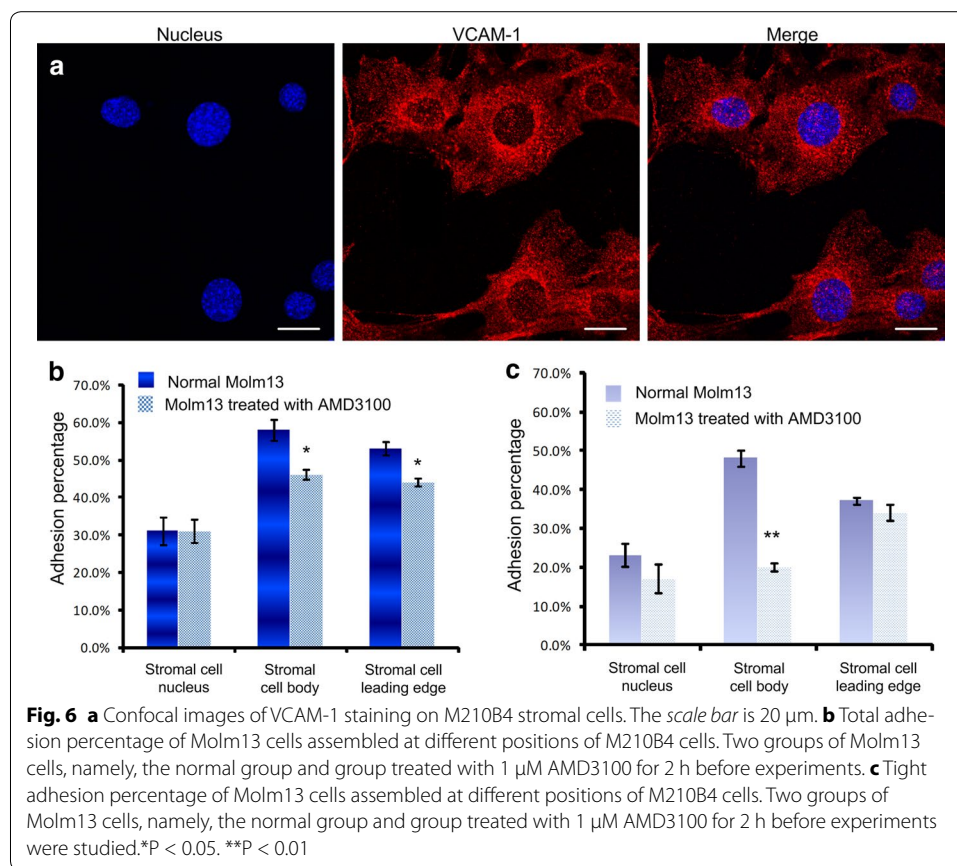 Nucleus VCAM-1 Merge
a
b
Normal Molm13
Molm13 treated with AMD3100
Adhesion percentage
70.0%
60.0%
50.0%
40.0%
30.0%
20.0%
10.0%
0.0%
*
*
Stromal cell nucleus
Stromal cell body
Stromal cell leading edge
c
Normal Molm13
Molm13 treated with AMD3100
Adhesion percentage
70.0%
60.0%
50.0%
40.0%
30.0%
20.0%
10.0%
0.0%
**
Stromal cell nucleus
Stromal cell body
Stromal cell leading edge
Fig. 6 a Confocal images of VCAM-1 staining on M210B4 stromal cells. The scale bar is 20 μm. b Total adhe-
sion percentage of Molm13 cells assembled at different positions of M210B4 cells. Two groups of Molm13
cells, namely, the normal group and group treated with 1 μM AMD3100 for 2 h before experiments. c Tight
adhesion percentage of Molm13 cells assembled at different positions of M210B4 cells. Two groups of
Molm13 cells, namely, the normal group and group treated with 1 μM AMD3100 for 2 h before experiments
were studied.*P < 0.05. **P < 0.01